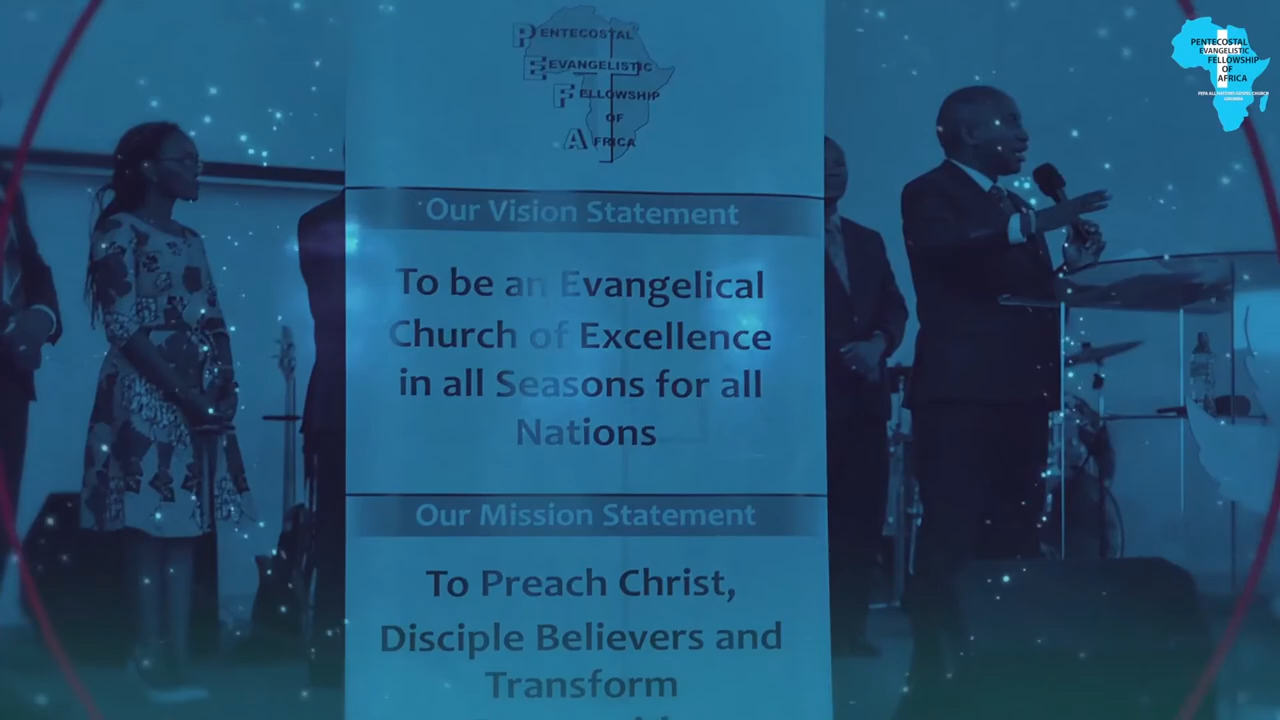 PENTECOSTAL
EVANGELISTIC
FELLOWSHIP
OF
AFRICA
Our Vision Statement
To be an Evangelical
Church of Excellence
in all Seasons for all
Nations
Our Mission Statement
To Preach Christ,
Disciple Believers and
Transform
PENTECOSTAL
EVANGELISTIC
FELLOWSHIP
OF
AFRICA